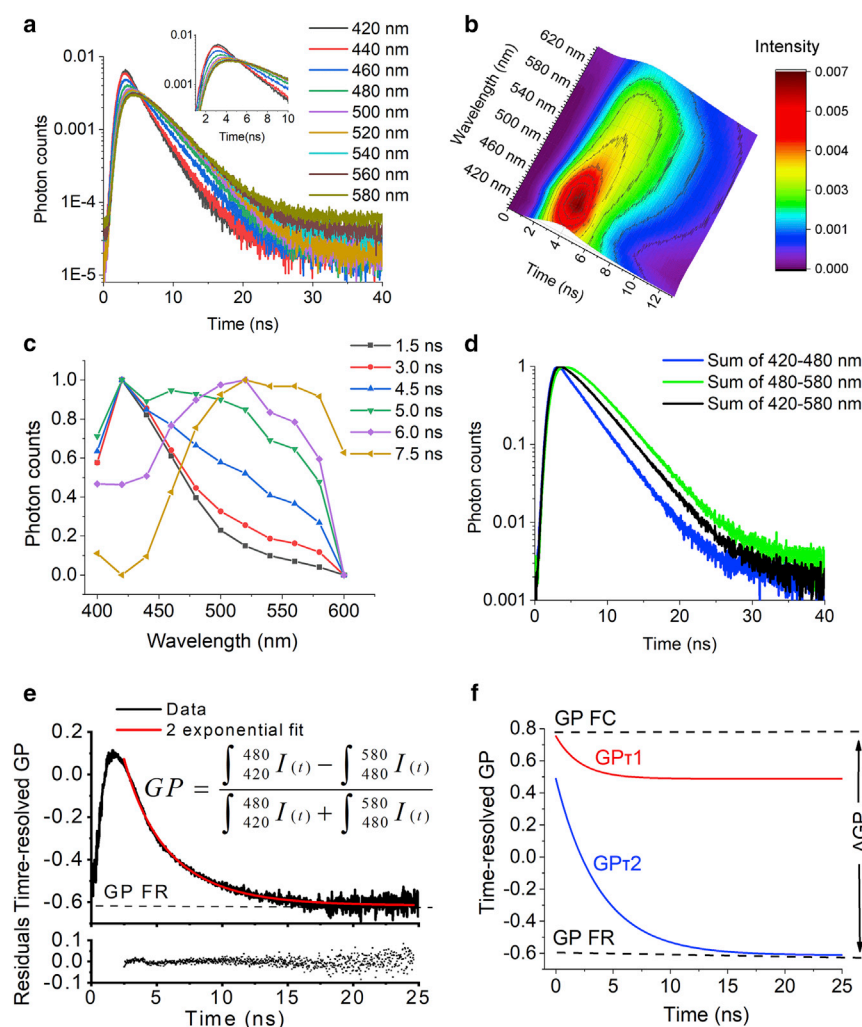 a
420 nm
440 nm
460 nm
480 nm
500 nm
520 nm
540 nm
560 nm
580 nm
0.01
0.001
1E-4
1E-5
Photon counts
0 10 20 30 40
Time (ns)
0.01
0.001
2 4 6 8 10
Time(ns)
b
Intensity
0.007
0.005
0.004
0.003
0.002
0.001
0.000
Wavelength (nm)
620 nm
580 nm
540 nm
500 nm
460 nm
420 nm
0 2 4 6 8 10 12
Time (ns)
c
1.5 ns
3.0 ns
4.5 ns
5.0 ns
6.0 ns
7.5 ns
1.0
0.8
0.6
0.4
0.2
0.0
Photon counts
400 450 500 550 600
Wavelength (nm)
d
Sum of 420-480 nm
Sum of 480-580 nm
Sum of 420-580 nm
1
0.1
0.01
0.001
Photon counts
0 10 20 30 40
Time (ns)
e
Data
2 exponential fit
GP = ∫ 480 420 I (t) − ∫ 580 480 I (t) / ∫ 480 420 I (t) + ∫ 580 480 I (t)
0.2
0.0
-0.2
-0.4
-0.6
GP FR
0.1
0.0
-0.1
Residuals Timre-resolved GP
0 5 10 15 20 25
Time (ns)
f
0.8
0.6
0.4
0.2
0.0
-0.2
-0.4
-0.6
Time-resolved GP
GP FC
GPτ1
GPτ2
GP FR
ΔGP
0 5 10 15 20 25
Time (ns)